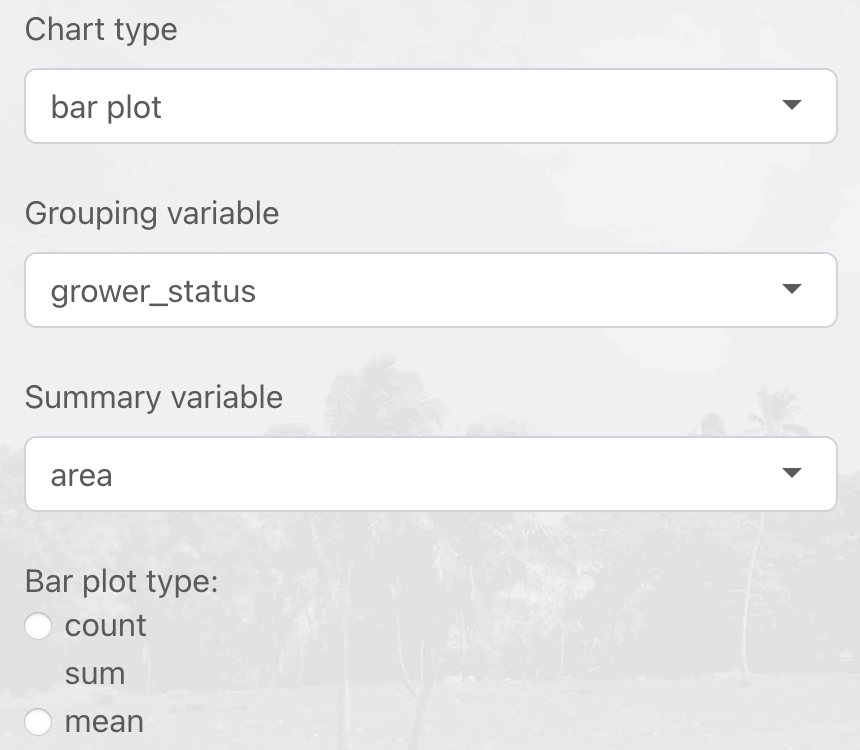 Chart type
bar plot
Grouping variable
grower_status
Summary variable
area
Bar plot type:
count
sum
mean